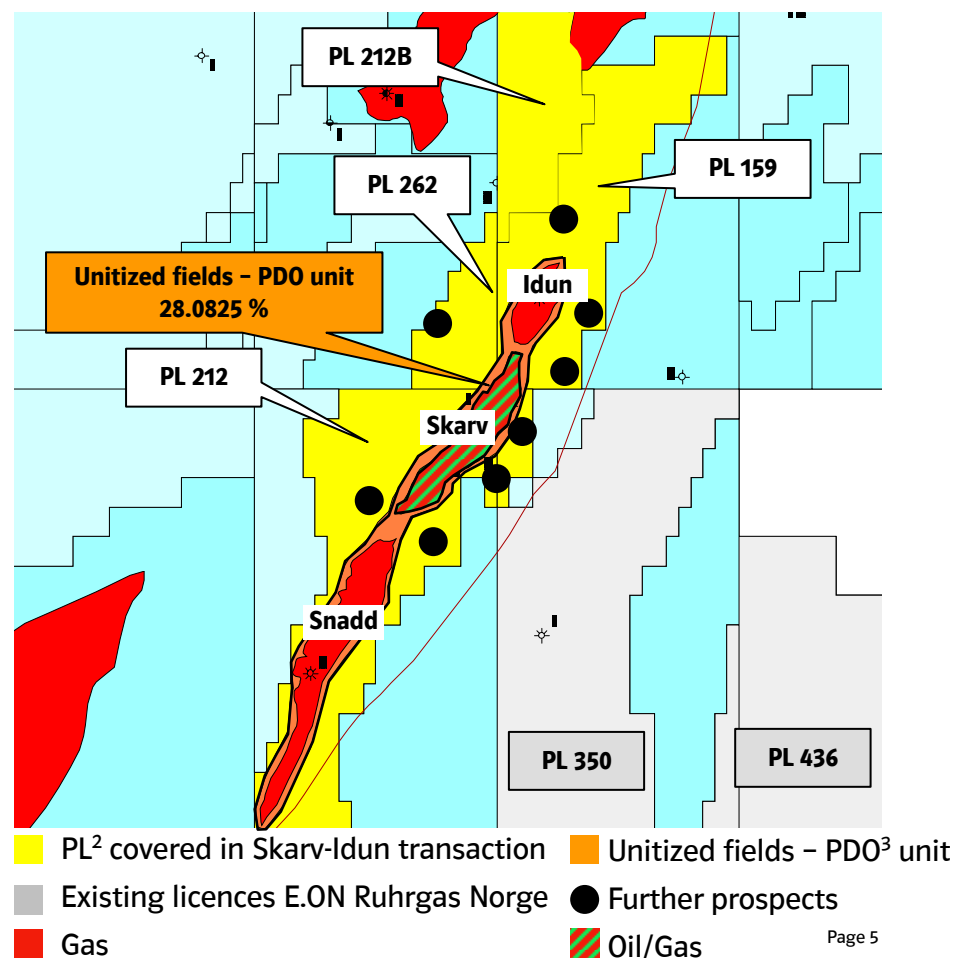 PL 212B
PL 159
PL 262
Unitized fields – PDO unit
28.0825 %
Idun
PL 212
Skarv
Snadd
PL 350
PL 436
PL² covered in Skarv-Idun transaction
Unitized fields – PDO³ unit
Existing licences E.ON Ruhrgas Norge
Further prospects
Gas
Oil/Gas
Page 5